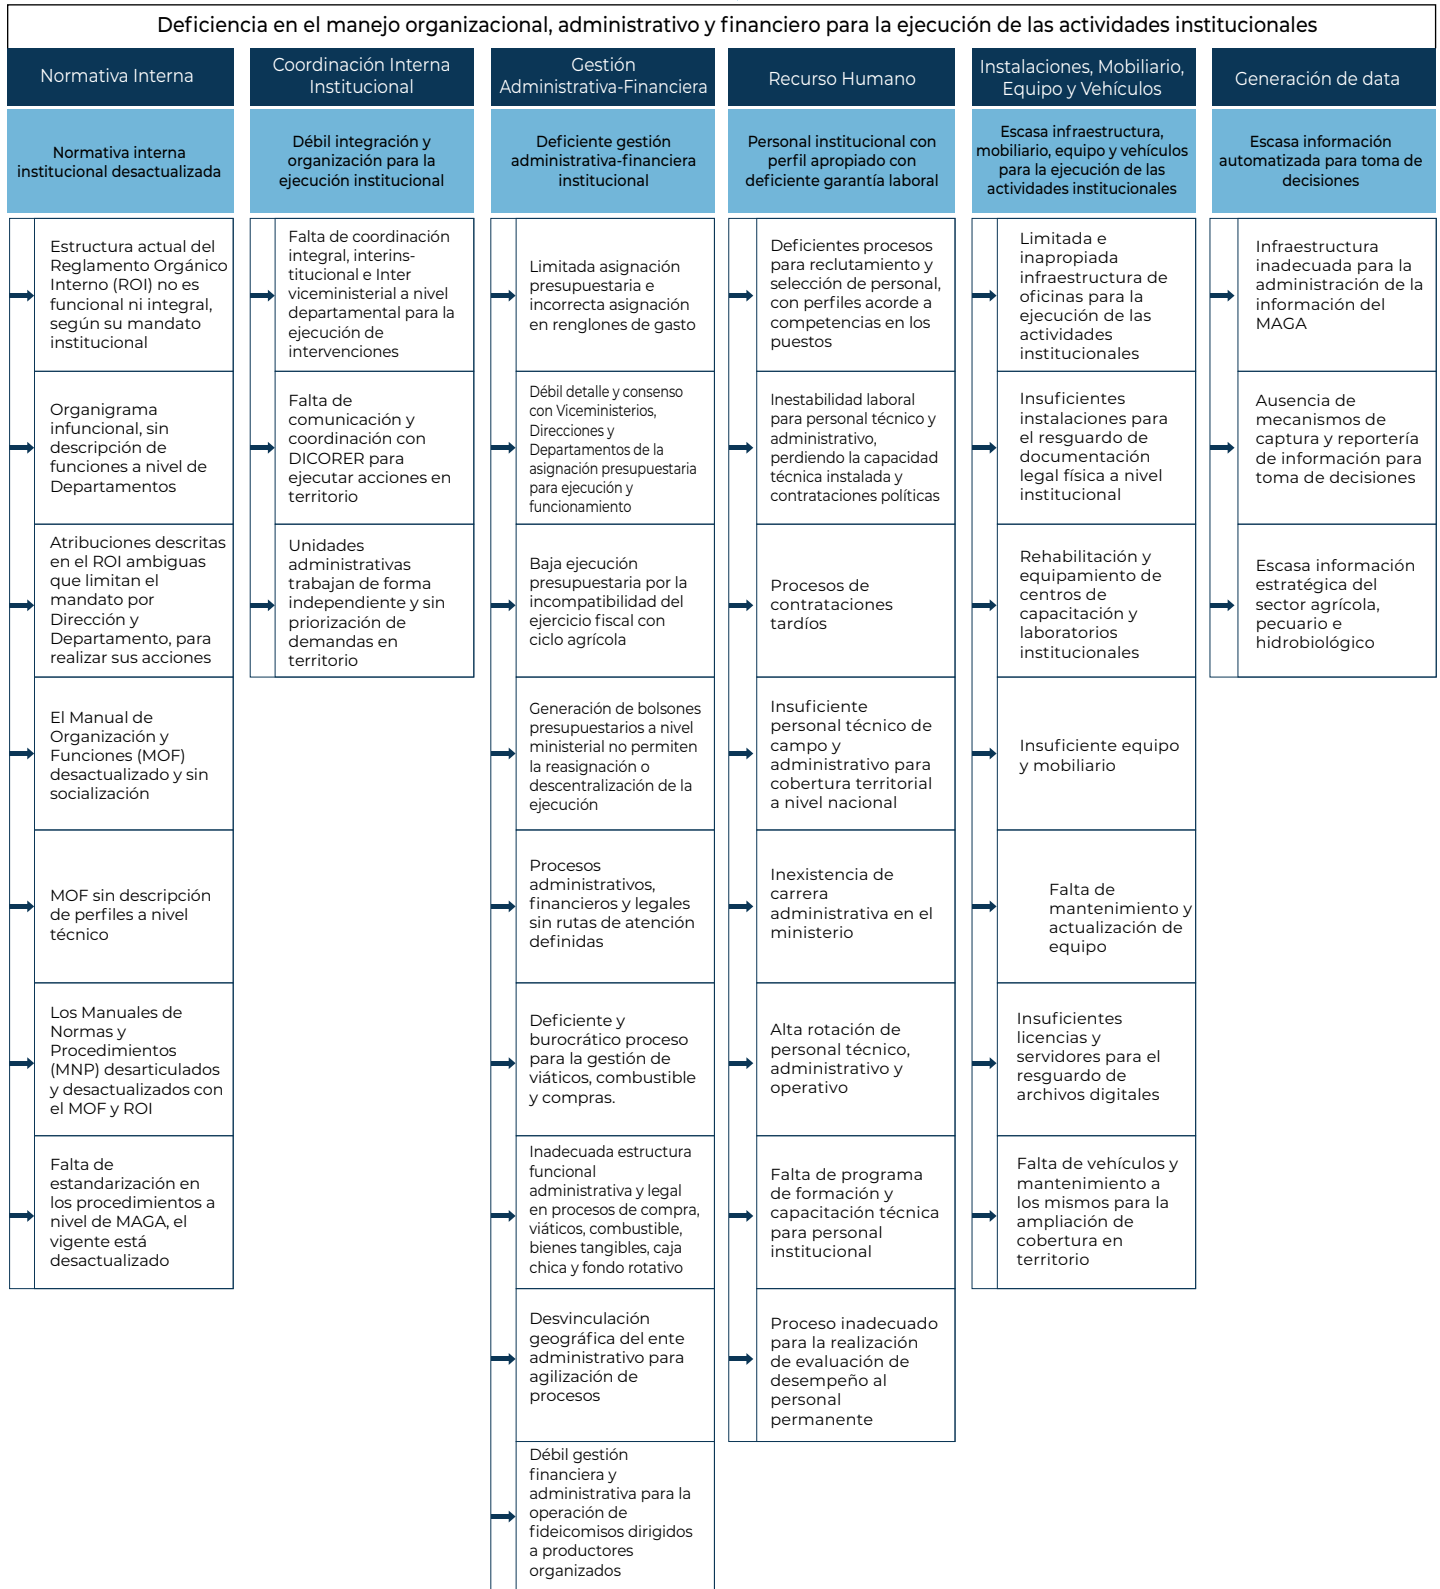 Deficiencia en el manejo organizacional, administrativo y financiero para la ejecución de las actividades institucionales
Normativa Interna
Normativa interna
institucional desactualizada
Estructura actual del
Reglamento Orgánico
Interno (ROI) no es
funcional ni integral,
según su mandato
institucional
Organigrama
infuncional, sin
descripción de
funciones a nivel de
Departamentos
Atribuciones descritas
en el ROI ambiguas
que limitan el
mandato por
Dirección y
Departamento, para
realizar sus acciones
El Manual de
Organización y
Funciones (MOF)
desactualizado y sin
socialización
MOF sin descripción
de perfiles a nivel
técnico
Los Manuales de
Normas y
Procedimientos
(MNP) desarticulados
y desactualizados con
el MOF y ROI
Falta de
estandarización en
los procedimientos a
nivel de MAGA, el
vigente está
desactualizado
Coordinación Interna
Institucional
Débil integración y
organización para la
ejecución institucional
Falta de coordinación
integral, interins-
titucional e Inter
viceministerial a nivel
departamental para la
ejecución de
intervenciones
Falta de
comunicación y
coordinación con
DICORER para
ejecutar acciones en
territorio
Unidades
administrativas
trabajan de forma
independiente y sin
priorización de
demandas en
territorio
Gestión
Administrativa-Financiera
Deficiente gestión
administrativa-financiera
institucional
Limitada asignación
presupuestaria e
incorrecta asignación
en renglones de gasto
Débil detalle y consenso
con Viceministerios,
Direcciones y
Departamentos de la
asignación presupuestaria
para ejecución y
funcionamiento
Baja ejecución
presupuestaria por la
incompatibilidad del
ejercicio fiscal con
ciclo agrícola
Generación de bolsones
presupuestarios a nivel
ministerial no permiten
la reasignación o
descentralización de la
ejecución
Procesos
administrativos,
financieros y legales
sin rutas de atención
definidas
Deficiente y
burocrático proceso
para la gestión de
viáticos, combustible
y compras.
Inadecuada estructura
funcional
administrativa y legal
en procesos de compra,
viáticos, combustible,
bienes tangibles, caja
chica y fondo rotativo
Desvinculación
geográfica del ente
administrativo para
agilización de
procesos
Débil gestión
financiera y
administrativa para la
operación de
fideicomisos dirigidos
a productores
organizados
Recurso Humano
Personal institucional con
perfil apropiado con
deficiente garantía laboral
Deficientes procesos
para reclutamiento y
selección de personal,
con perfiles acorde a
competencias en los
puestos
Inestabilidad laboral
para personal técnico y
administrativo,
perdiendo la capacidad
técnica instalada y
contrataciones políticas
Procesos de
contrataciones
tardíos
Insuficiente
personal técnico de
campo y
administrativo para
cobertura territorial
a nivel nacional
Inexistencia de
carrera
administrativa en el
ministerio
Alta rotación de
personal técnico,
administrativo y
operativo
Falta de programa
de formación y
capacitación técnica
para personal
institucional
Proceso inadecuado
para la realización
de evaluación de
desempeño al
personal
permanente
Instalaciones, Mobiliario,
Equipo y Vehículos
Escasa infraestructura,
mobiliario, equipo y vehículos
para la ejecución de las
actividades institucionales
Limitada e
inapropiada
infraestructura de
oficinas para la
ejecución de las
actividades
institucionales
Insuficientes
instalaciones para
el resguardo de
documentación
legal física a nivel
institucional
Rehabilitación y
equipamiento de
centros de
capacitación y
laboratorios
institucionales
Insuficiente equipo
y mobiliario
Falta de
mantenimiento y
actualización de
equipo
Insuficientes
licencias y
servidores para el
resguardo de
archivos digitales
Falta de vehículos y
mantenimiento a
los mismos para la
ampliación de
cobertura en
territorio
Generación de data
Escasa información
automatizada para toma de
decisiones
Infraestructura
inadecuada para la
administración de la
información del
MAGA
Ausencia de
mecanismos de
captura y reportería
de información para
toma de decisiones
Escasa información
estratégica del
sector agrícola,
pecuario e
hidrobiológico